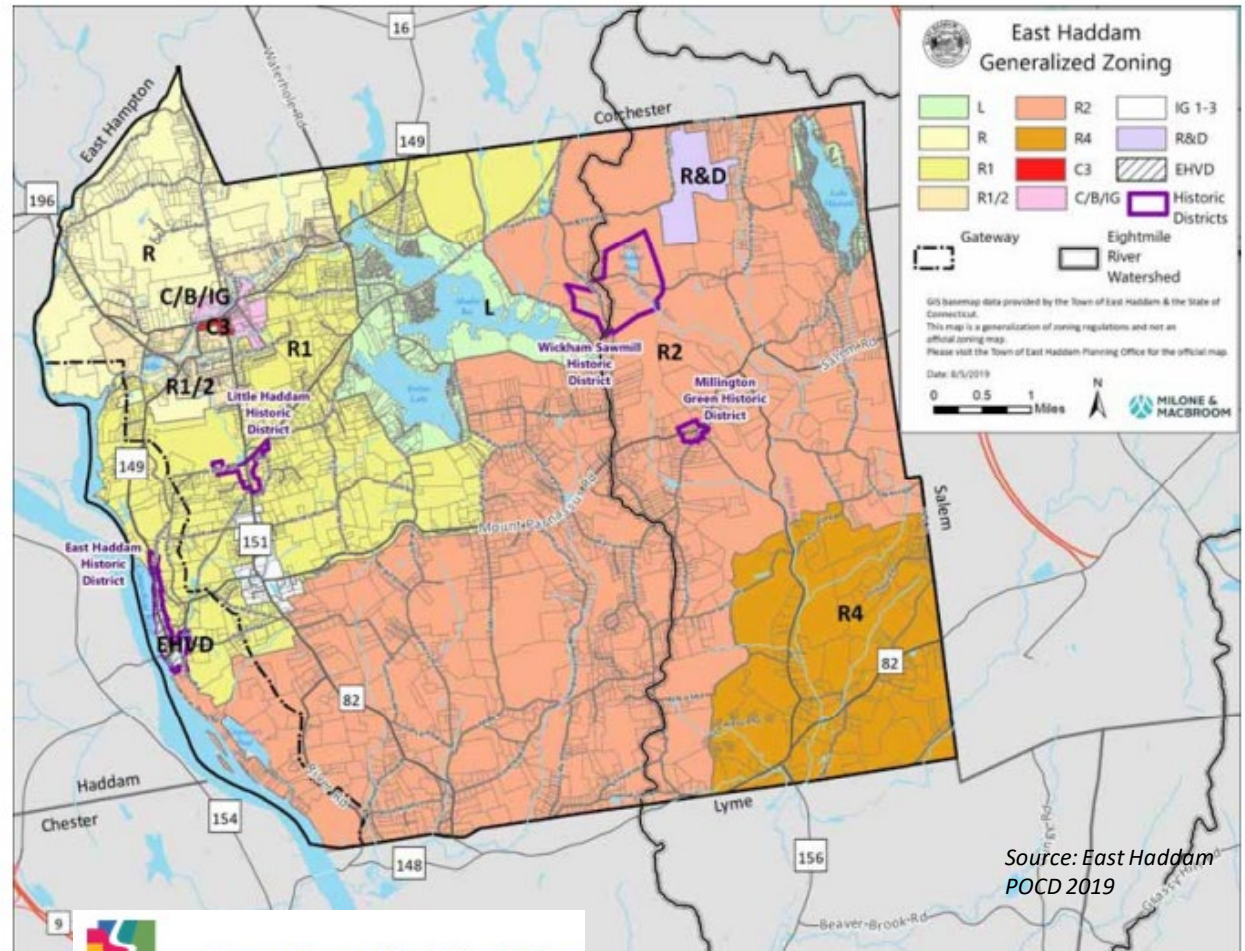 East Haddam
Generalized Zoning
L
R2
IG 1-3
R
R4
R&D
R1
C3
EHVD
R1/2
C/B/IG
Historic
Districts
Gateway
Eightmile
River
Watershed
GIS basemap data provided by the Town of East Haddam & the State of
Connecticut.
This map is a generalization of zoning regulations and not an
official zoning map.
Please visit the Town of East Haddam Planning Office for the official map.
Date: 8/5/2019
0 0.5 1
Miles
N
MILONE &
MACBROOM
16
Waterhole Rd
East Hampton
149
Colchester
196
R
R&D
C/B/IG
C3
R1
L
R1/2
Wickham Sawmill
Historic
District
R2
Salem Rd
Little Haddam
Historic
District
Millington
Green Historic
District
149
Mount Parnassus Rd
Salem
151
East Haddam
Historic
District
EHVD
R4
82
82
River Rd
Haddam
Chester
Lyme
154
148
156
Source: East Haddam
POCD 2019
9
Beaver Brook Rd